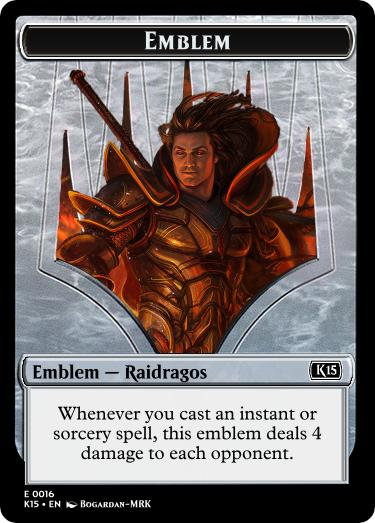 EMBLEM
Emblem — Raidragos
K15
Whenever you cast an instant or
sorcery spell, this emblem deals 4
damage to each opponent.
E 0016
K15 • EN BOGARDAN-MRK